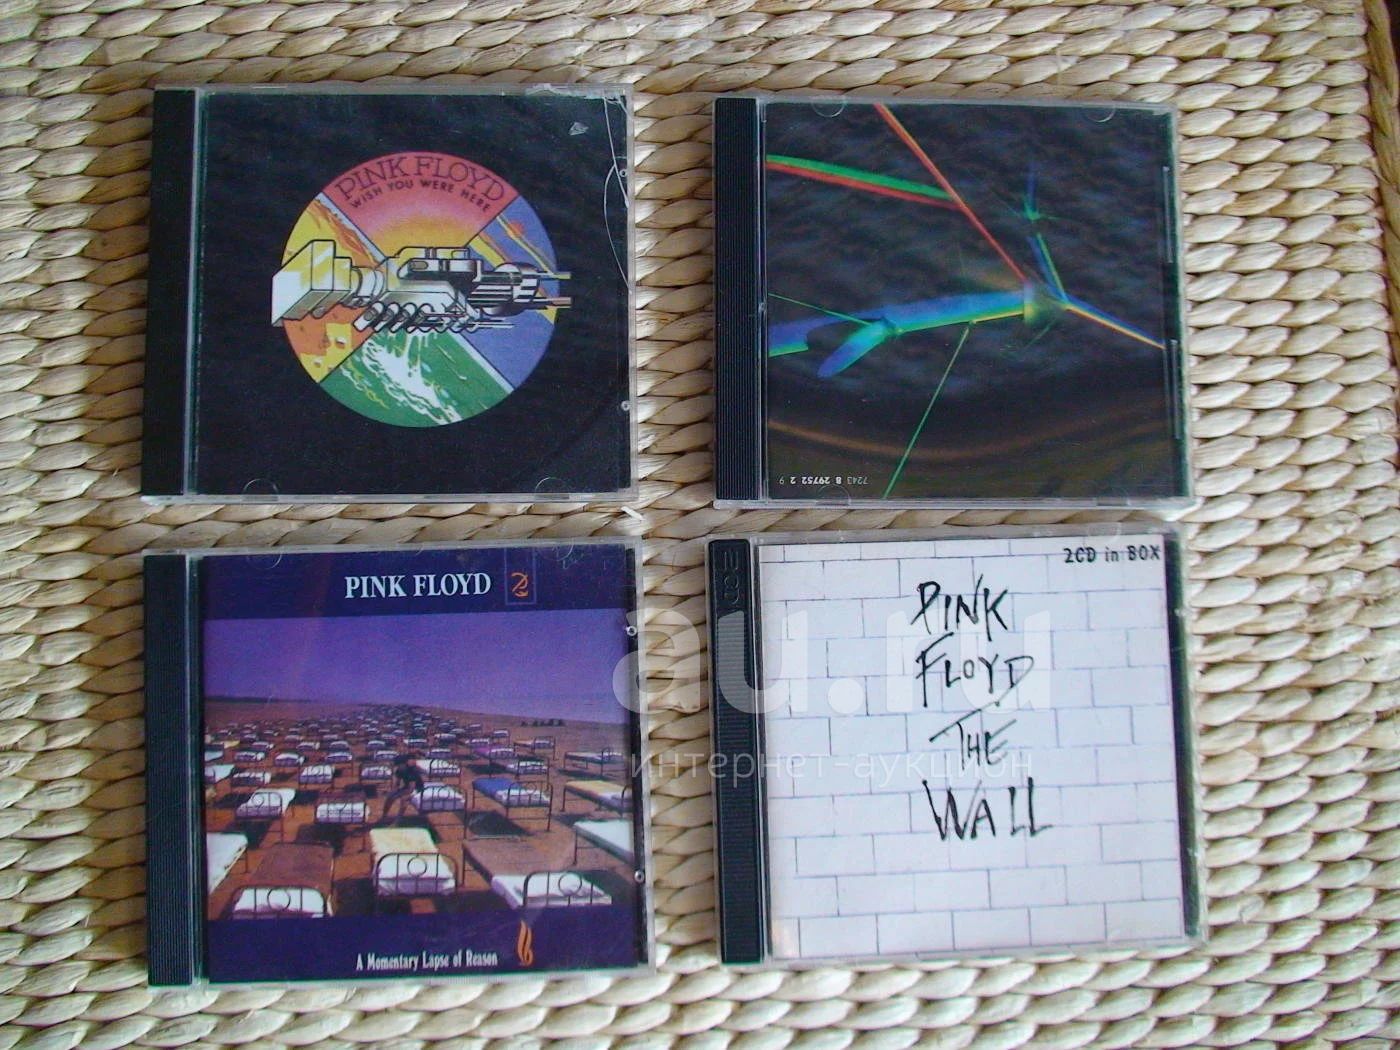 PINK FLOYD
WISH YOU WERE HERE
7243 8 29752 2 9
PINK FLOYD
A Momentary Lapse of Reason
2CD
2CD in BOX
PINK
FLOYD
THE
WALL
au.ru
интернет-аукцион